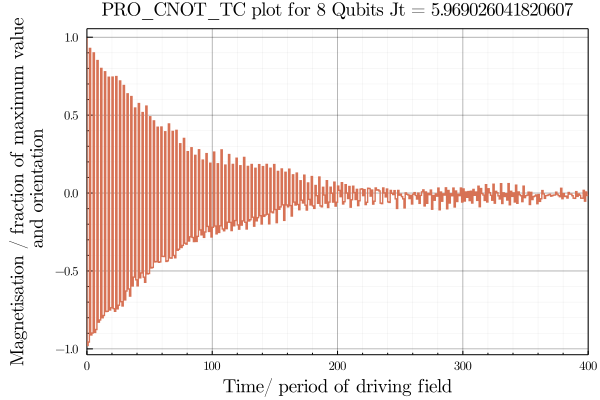 PRO_CNOT_TC plot for 8 Qubits Jt = 5.969026041820607
Magnetisation / fraction of maximum value
and orientation
1.0
0.5
0.0
−0.5
−1.0
0 100 200 300 400
Time/ period of driving field